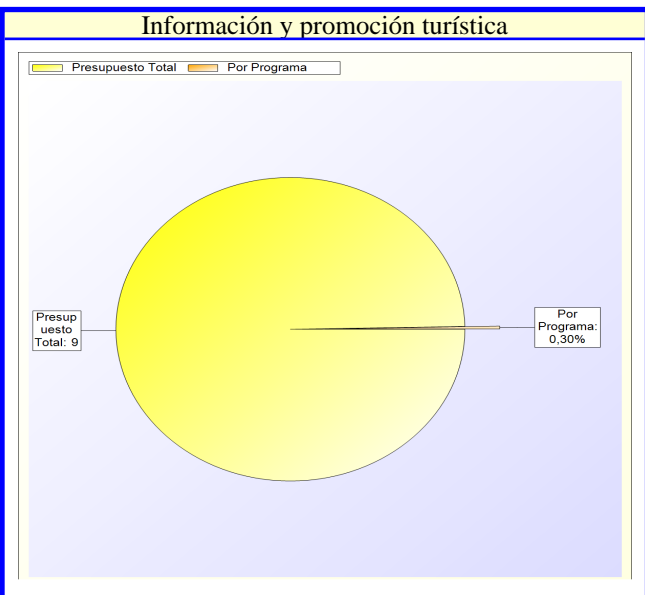 Información y promoción turística
Presupuesto Total Por Programa
Presup
uesto
Total: 9
Por
Programa:
0,30%